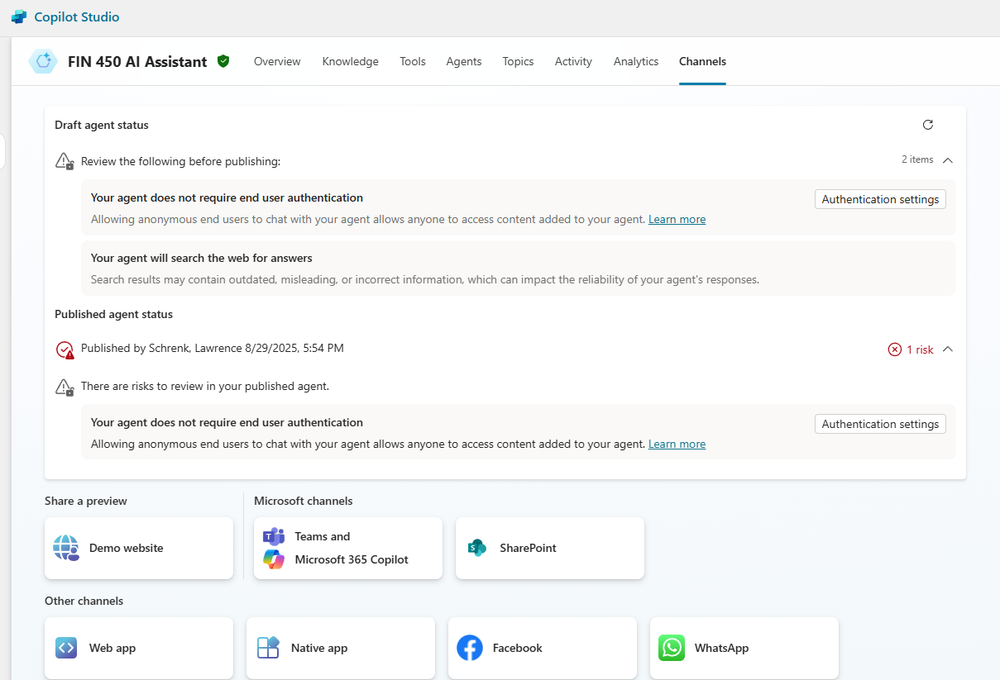 Copilot Studio
FIN 450 AI Assistant
Overview
Knowledge
Tools
Agents
Topics
Activity
Analytics
Channels
Draft agent status
Review the following before publishing:
2 items
Your agent does not require end user authentication
Authentication settings
Allowing anonymous end users to chat with your agent allows anyone to access content added to your agent. Learn more
Your agent will search the web for answers
Search results may contain outdated, misleading, or incorrect information, which can impact the reliability of your agent's responses.
Published agent status
Published by Schrenk, Lawrence 8/29/2025, 5:54 PM
1 risk
There are risks to review in your published agent.
Your agent does not require end user authentication
Authentication settings
Allowing anonymous end users to chat with your agent allows anyone to access content added to your agent. Learn more
Share a preview
Microsoft channels
Demo website
Teams and
Microsoft 365 Copilot
SharePoint
Other channels
Web app
Native app
Facebook
WhatsApp